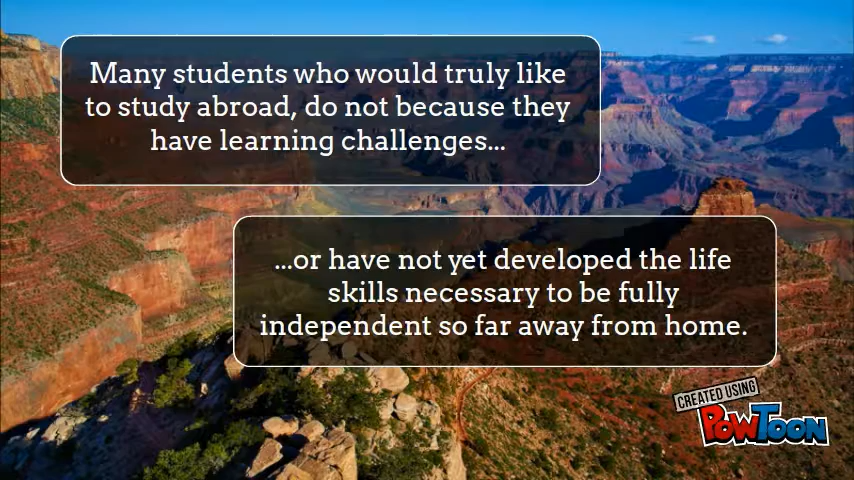 Many students who would truly like
to study abroad, do not because they
have learning challenges...
...or have not yet developed the life
skills necessary to be fully
independent so far away from home.
CREATED USING
POWTOON